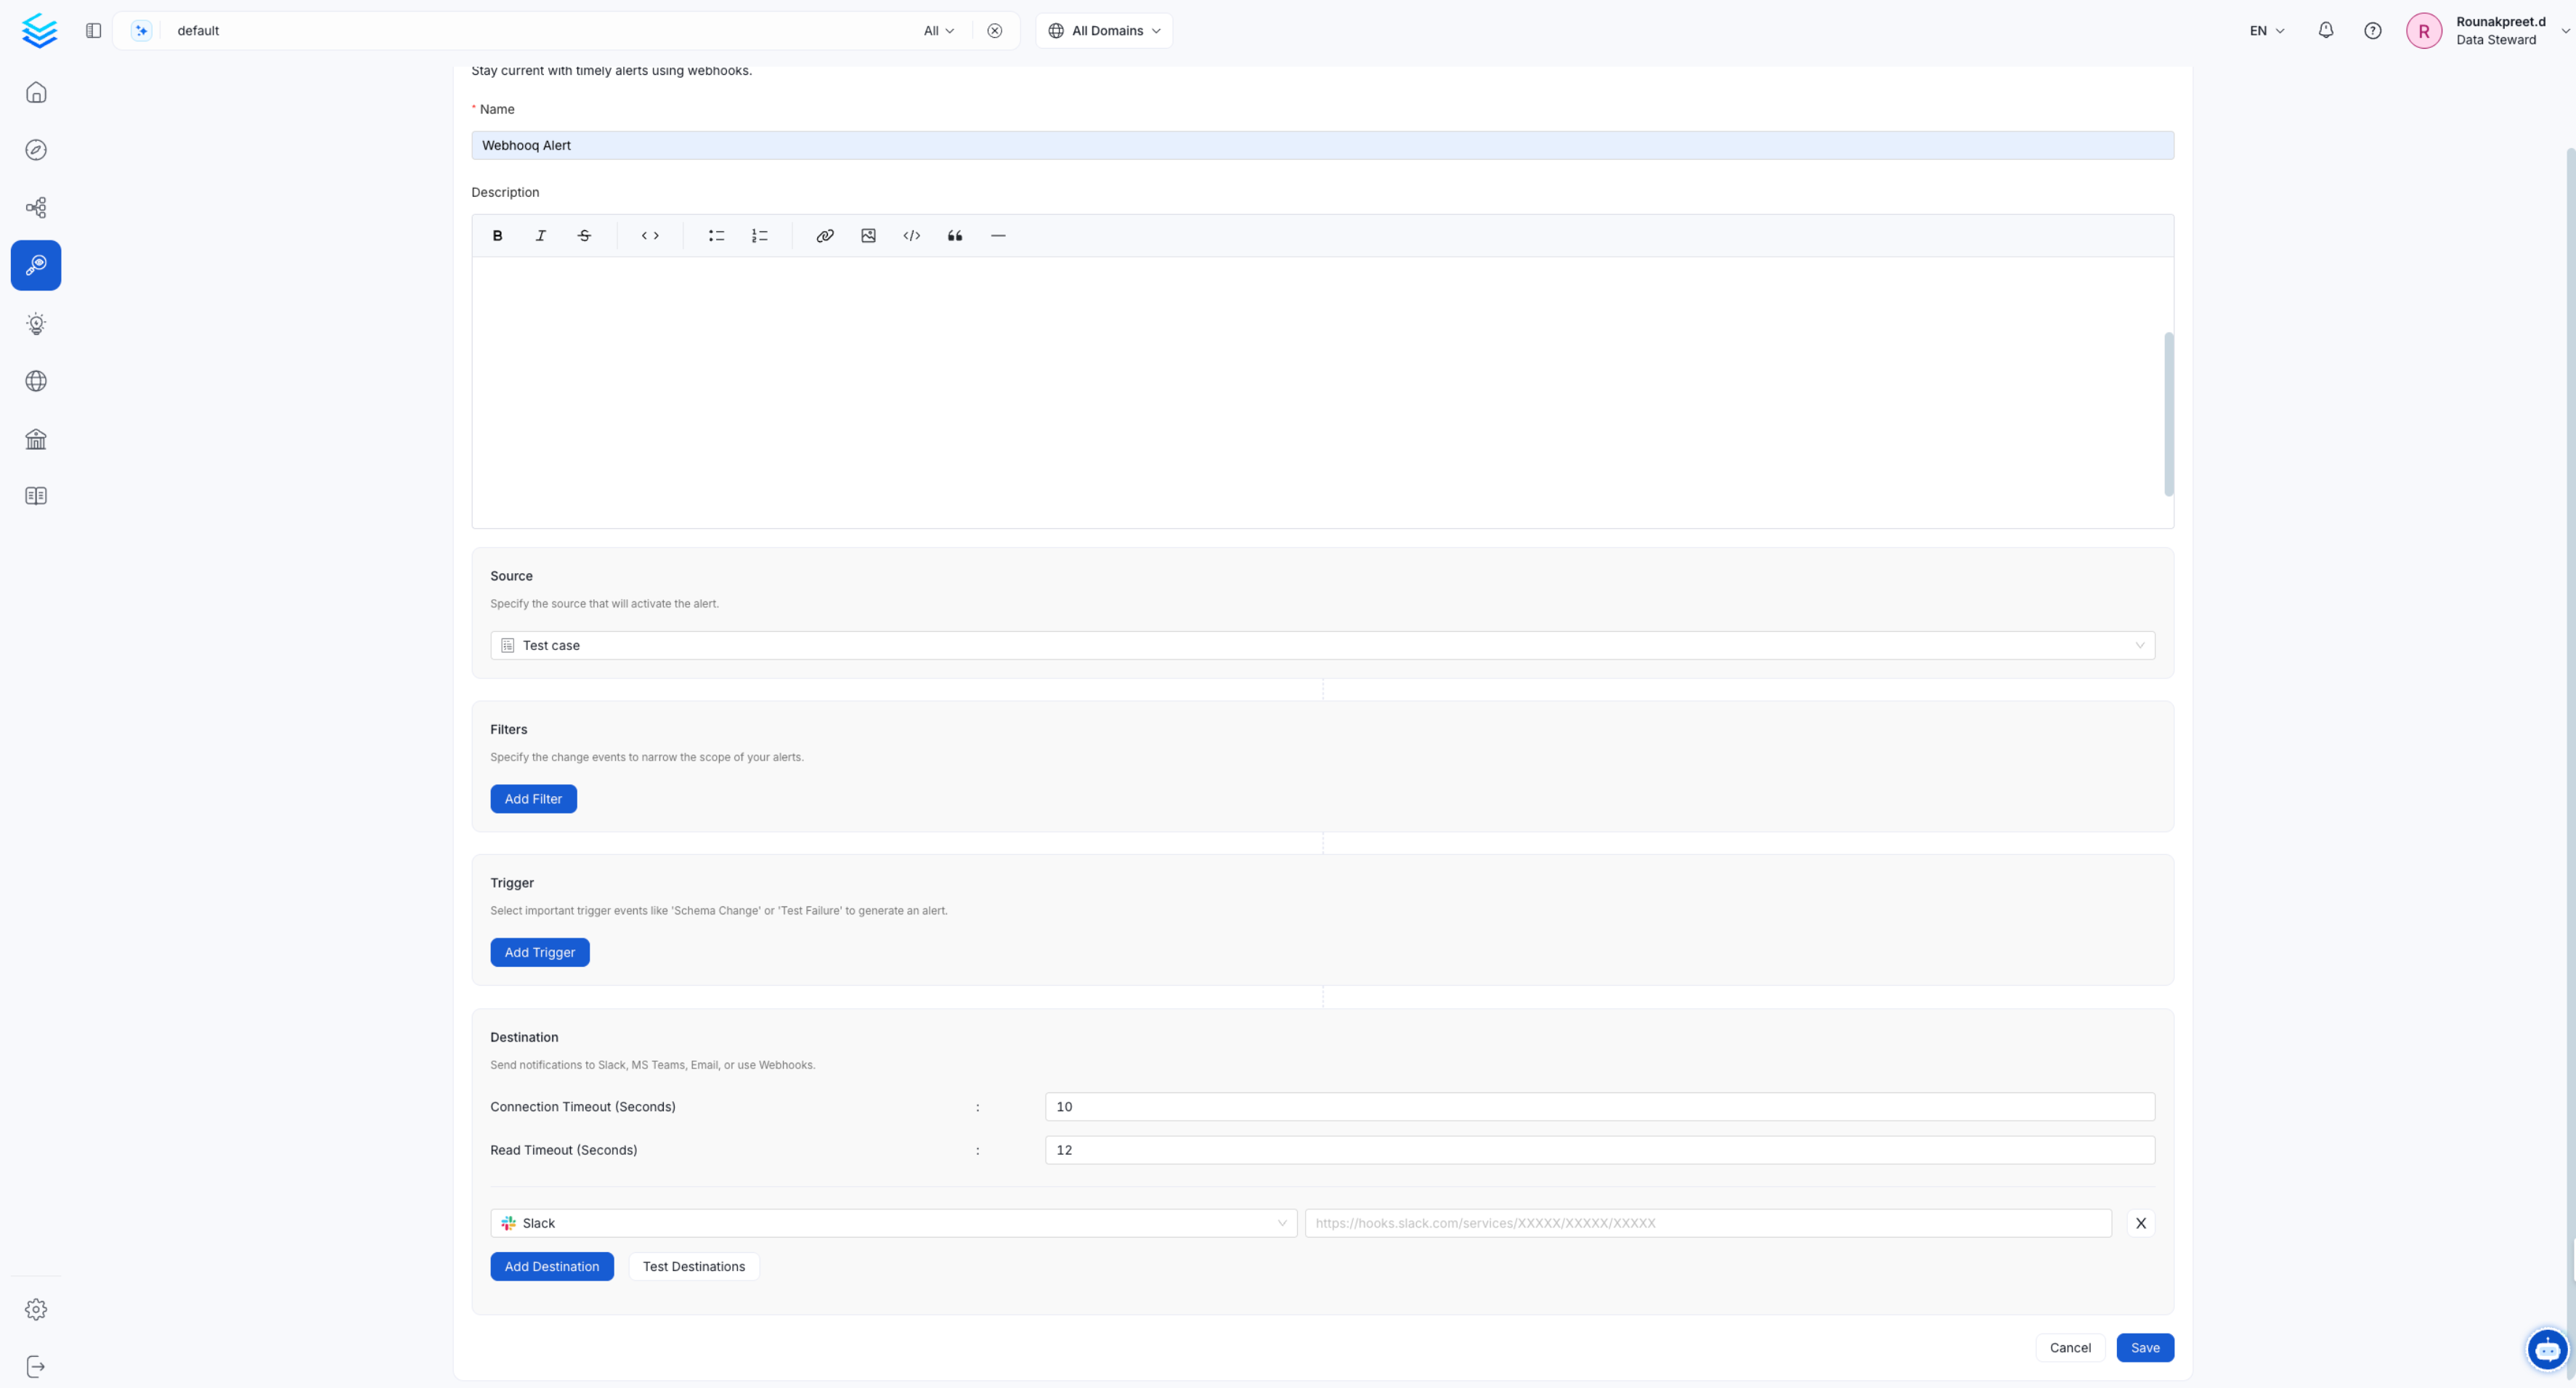 default
All
All Domains
EN
R
Rounakpreet.d
Data Steward
Stay current with timely alerts using webhooks.
* Name
Webhooq Alert
Description
Source
Specify the source that will activate the alert.
Test case
Filters
Specify the change events to narrow the scope of your alerts.
Add Filter
Trigger
Select important trigger events like 'Schema Change' or 'Test Failure' to generate an alert.
Add Trigger
Destination
Send notifications to Slack, MS Teams, Email, or use Webhooks.
Connection Timeout (Seconds) : 10
Read Timeout (Seconds) : 12
Slack https://hooks.slack.com/services/XXXXX/XXXXX/XXXXX X
Add Destination Test Destinations
Cancel Save